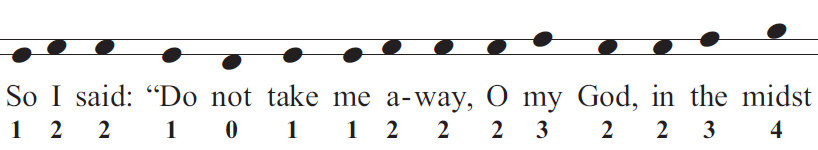 So I said: “Do not take me a-way, O my God, in the midst
1 2 2 1 0 1 1 2 2 2 3 2 2 3 4